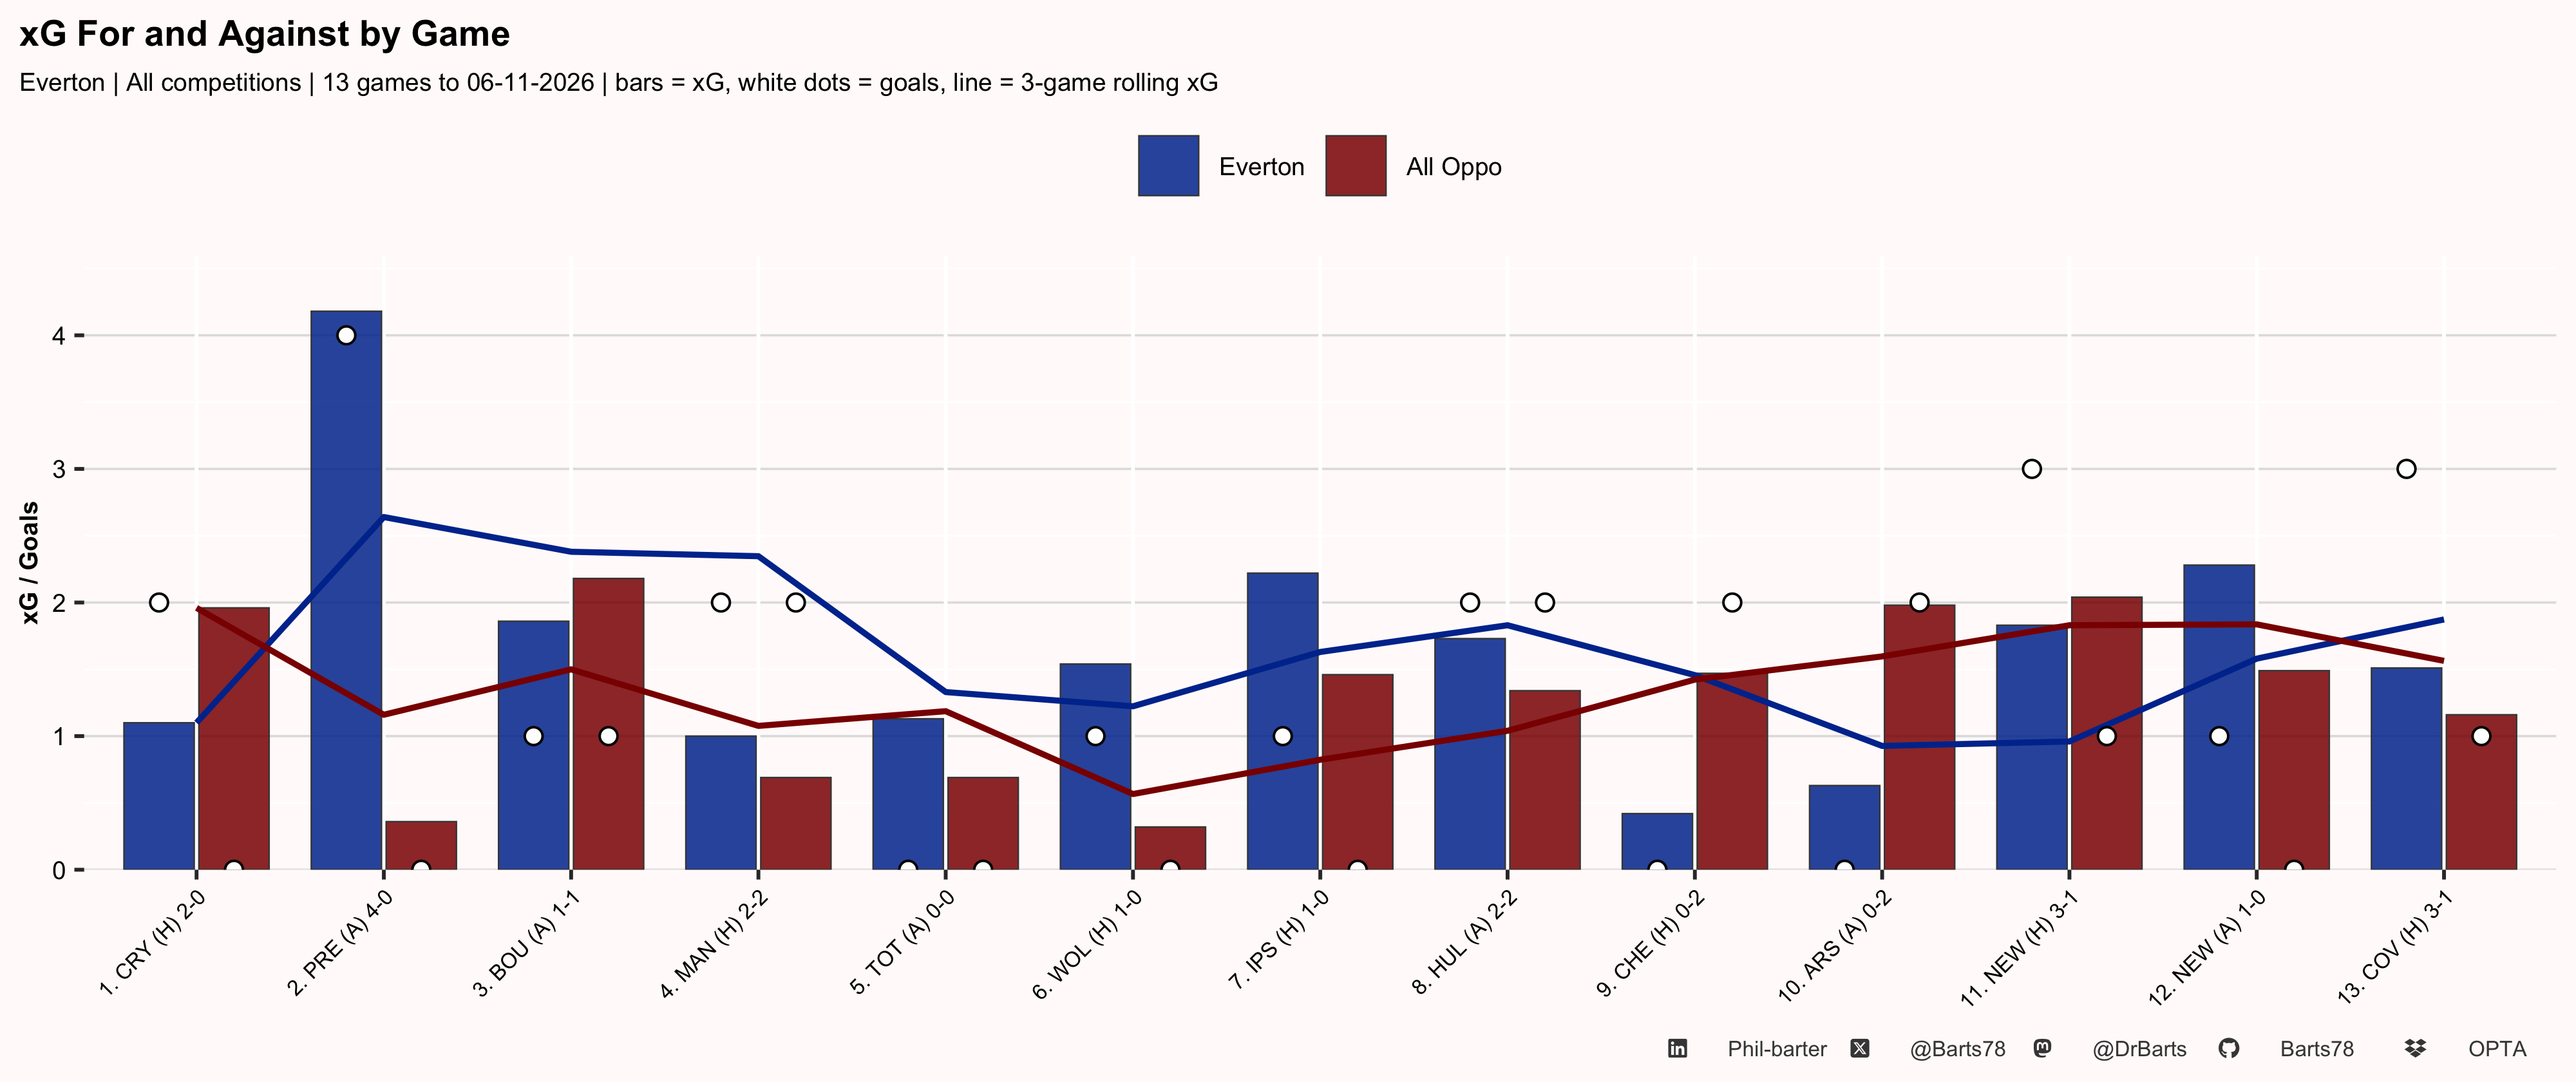 xG For and Against by Game
Everton | All competitions | 13 games to 06-11-2026 | bars = xG, white dots = goals, line = 3-game rolling xG
Everton
All Oppo
xG / Goals
4
3
2
1
0
1. CRY (H) 2-0
2. PRE (A) 4-0
3. BOU (A) 1-1
4. MAN (H) 2-2
5. TOT (A) 0-0
6. WOL (H) 1-0
7. IPS (H) 1-0
8. HUL (A) 2-2
9. CHE (H) 0-2
10. ARS (A) 0-2
11. NEW (H) 3-1
12. NEW (A) 1-0
13. COV (H) 3-1
Phil-barter @Barts78 @DrBarts Barts78 OPTA